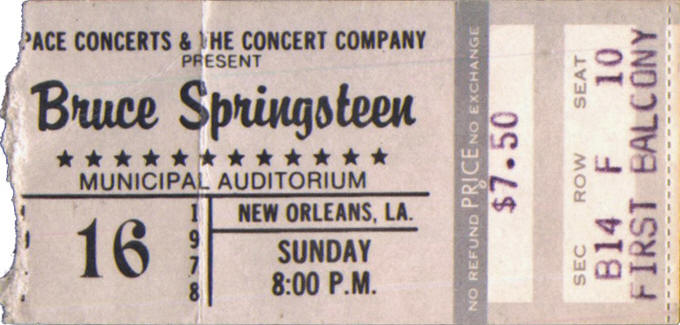 PACE CONCERTS & THE CONCERT COMPANY
PRESENT
Bruce Springsteen
MUNICIPAL AUDITORIUM
16
1978
NEW ORLEANS, LA.
SUNDAY
8:00 P.M.
NO REFUND PRICE NO EXCHANGE
$7.50
SEC ROW SEAT
B14 F 10
FIRST BALCONY